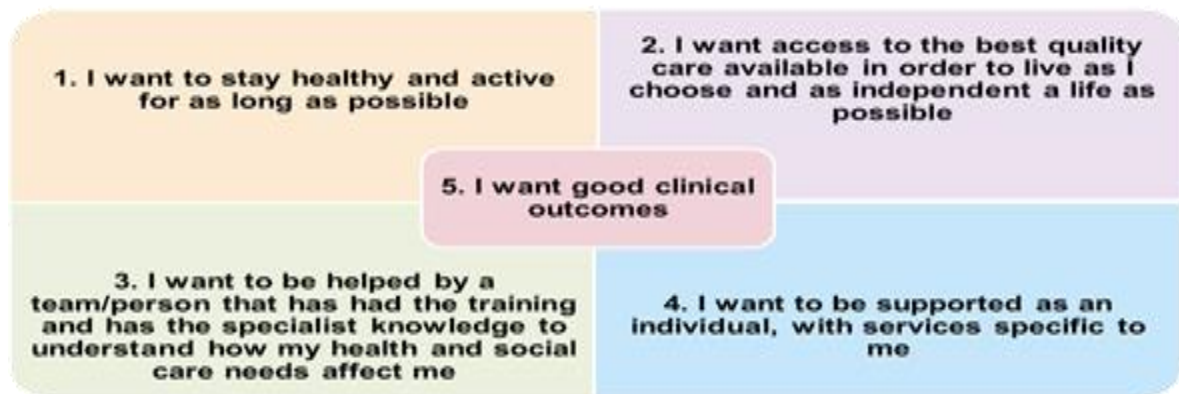 1. I want to stay healthy and active
for as long as possible
2. I want access to the best quality
care available in order to live as I
choose and as independent a life as
possible
5. I want good clinical
outcomes
3. I want to be helped by a
team/person that has had the training
and has the specialist knowledge to
understand how my health and social
care needs affect me
4. I want to be supported as an
individual, with services specific to
me